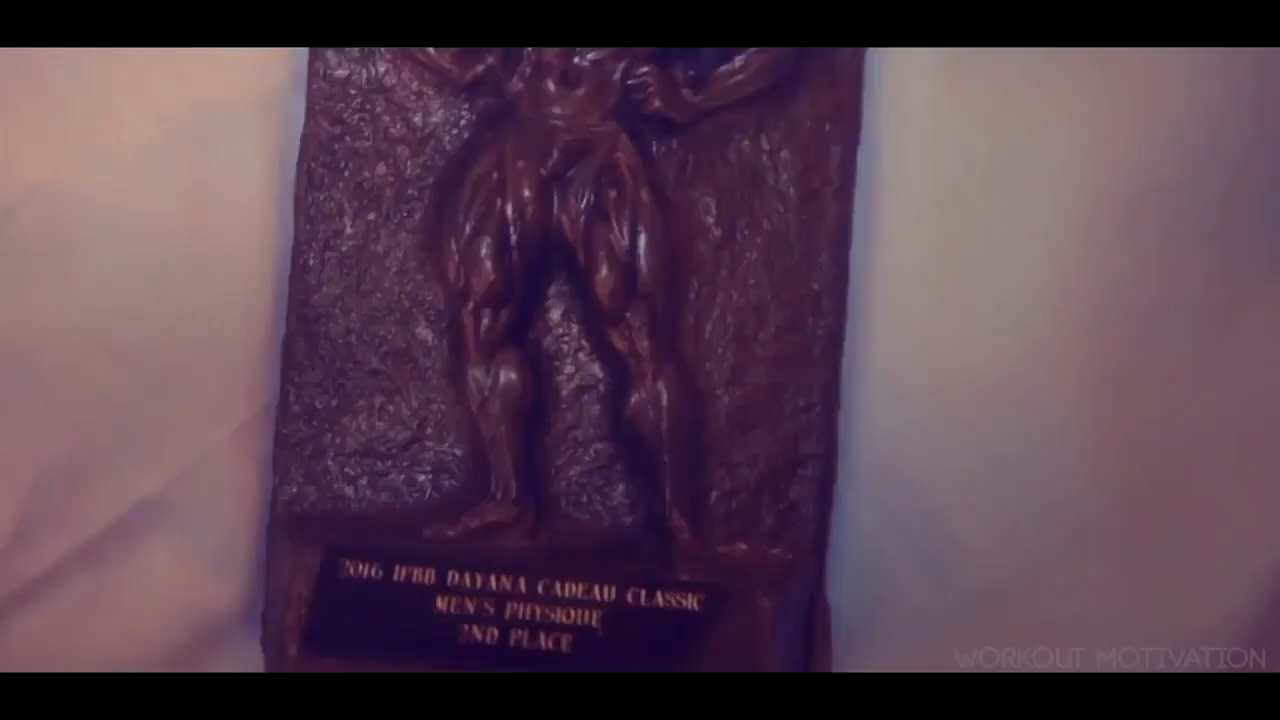 2016 IFBB DAYANA CADEAU CLASSIC
MEN'S PHYSIQUE
2ND PLACE
WORKOUT MOTIVATION